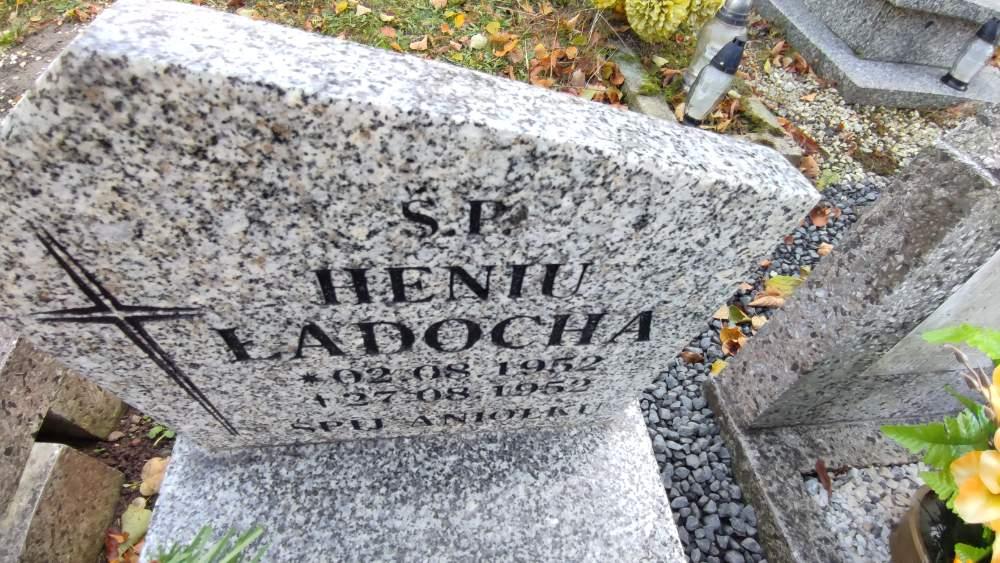 Ś.P.
HENIU
ŁADOCHA
*02.08.1952
†27.08.1952
ŚPIJ ANIOŁKU